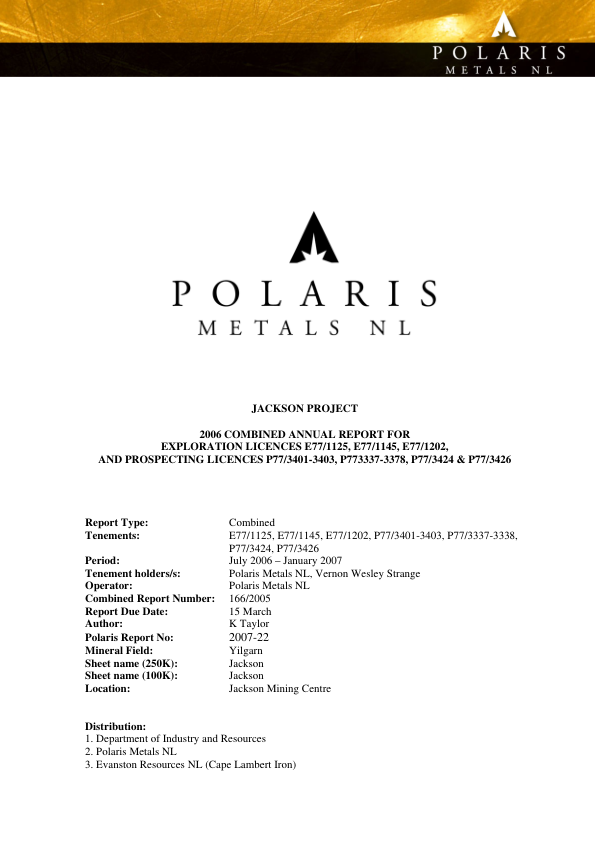 POLARIS
METALS NL
POLARIS
METALS NL
JACKSON PROJECT
2006 COMBINED ANNUAL REPORT FOR
EXPLORATION LICENCES E77/1125, E77/1145, E77/1202,
AND PROSPECTING LICENCES P77/3401-3403, P773337-3378, P77/3424 & P77/3426
Report Type: Combined
Tenements: E77/1125, E77/1145, E77/1202, P77/3401-3403, P77/3337-3338,
P77/3424, P77/3426
Period: July 2006 – January 2007
Tenement holders/s: Polaris Metals NL, Vernon Wesley Strange
Operator: Polaris Metals NL
Combined Report Number: 166/2005
Report Due Date: 15 March
Author: K Taylor
Polaris Report No: 2007-22
Mineral Field: Yilgarn
Sheet name (250K): Jackson
Sheet name (100K): Jackson
Location: Jackson Mining Centre
Distribution:
1. Department of Industry and Resources
2. Polaris Metals NL
3. Evanston Resources NL (Cape Lambert Iron)